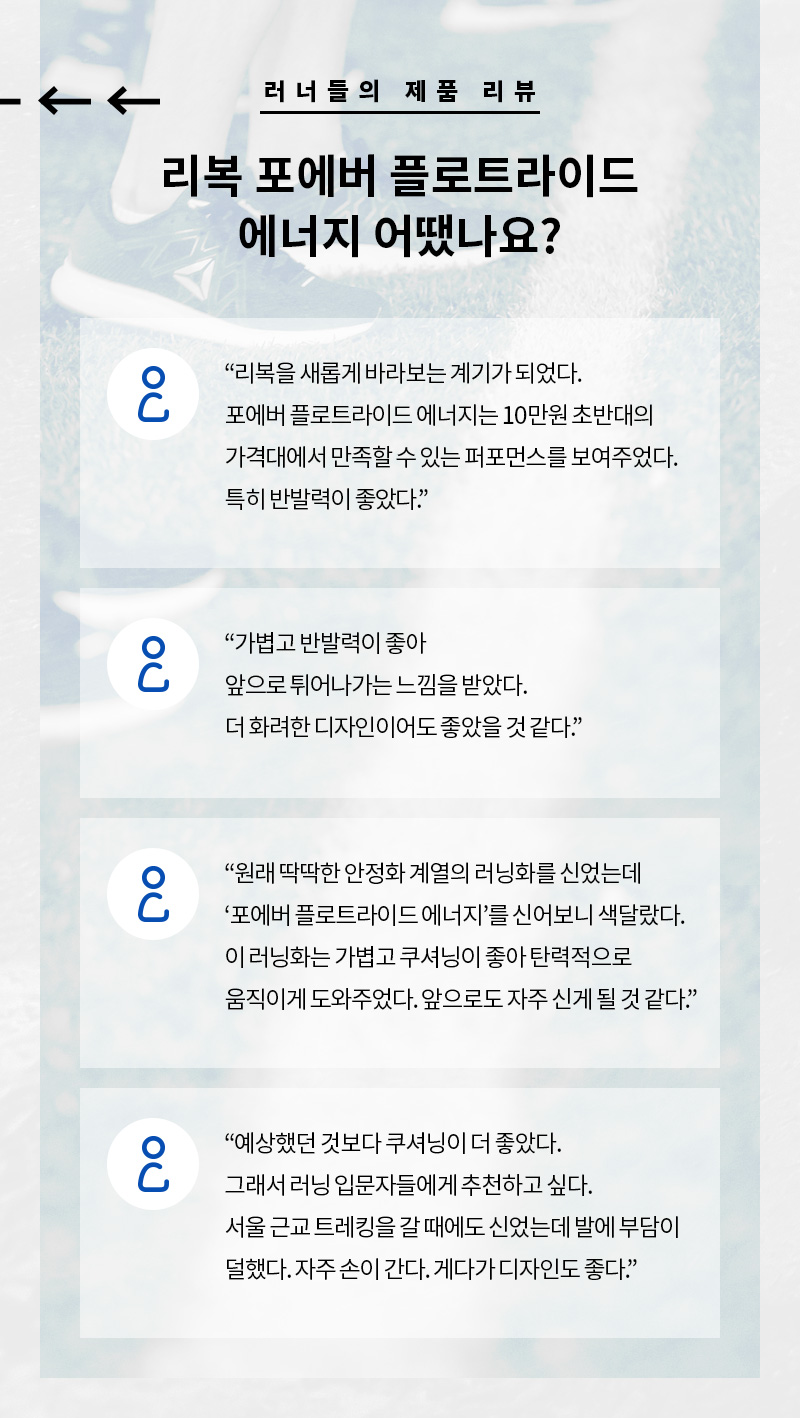 러너들의 제품 리뷰
리복 포에버 플로트라이드
에너지 어땠나요?
“리복을 새롭게 바라보는 계기가 되었다.
포에버 플로트라이드 에너지는 10만원 초반대의
가격대에서 만족할 수 있는 퍼포먼스를 보여주었다.
특히 반발력이 좋았다.”
“가볍고 반발력이 좋아
앞으로 튀어나가는 느낌을 받았다.
더 화려한 디자인이어도 좋았을 것 같다.”
“원래 딱딱한 안정화 계열의 러닝화를 신었는데
‘포에버 플로트라이드 에너지’를 신어보니 색달랐다.
이 러닝화는 가볍고 쿠셔닝이 좋아 탄력적으로
움직이게 도와주었다. 앞으로도 자주 신게 될 것 같다.”
“예상했던 것보다 쿠셔닝이 더 좋았다.
그래서 러닝 입문자들에게 추천하고 싶다.
서울 근교 트레킹을 갈 때에도 신었는데 발에 부담이
덜했다. 자주 손이 간다. 게다가 디자인도 좋다.”